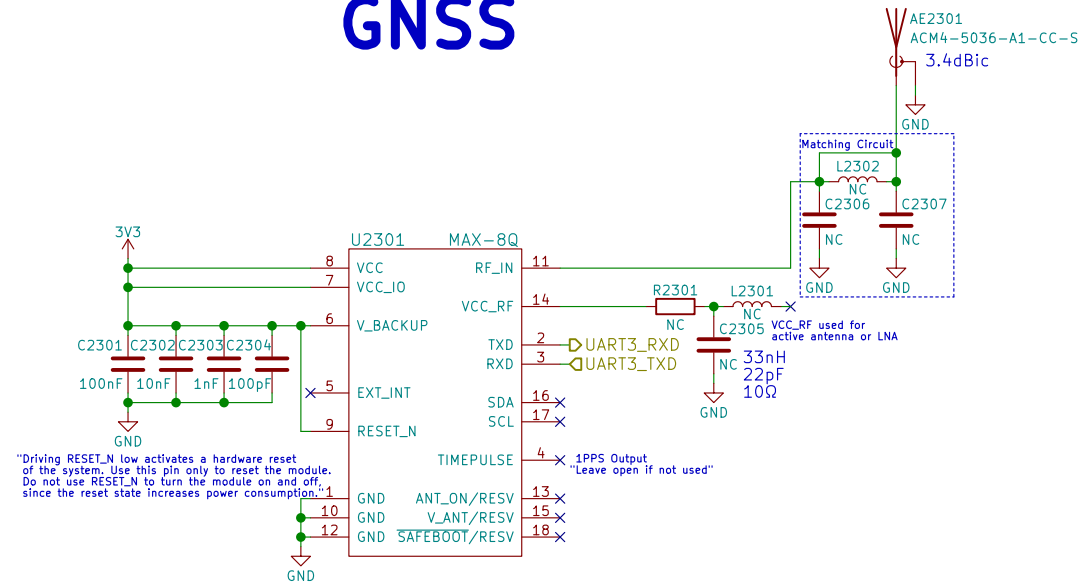 GNSS
AE2301
ACM4-5036-A1-CC-S
3.4dBic
GND
Matching Circuit
L2302
NC
C2306
C2307
NC
NC
GND
GND
3V3
U2301
MAX-8Q
8
VCC
RF_IN
11
7
VCC_IO
6
V_BACKUP
VCC_RF
14
R2301
NC
L2301
NC
VCC_RF used for
active antenna or LNA
C2305
NC
33nH
22pF
10Ω
GND
TXD
2
UART3_RXD
RXD
3
UART3_TXD
C2301
C2302
C2303
C2304
100nF
10nF
1nF
100pF
GND
5
EXT_INT
SDA
16
SCL
17
9
RESET_N
TIMEPULSE
4
1PPS Output
"Leave open if not used"
"Driving RESET_N low activates a hardware reset
of the system. Use this pin only to reset the module.
Do not use RESET_N to turn the module on and off,
since the reset state increases power consumption."
1
GND
ANT_ON/RESV
13
10
GND
V_ANT/RESV
15
12
GND
SAFEBOOT/RESV
18
GND